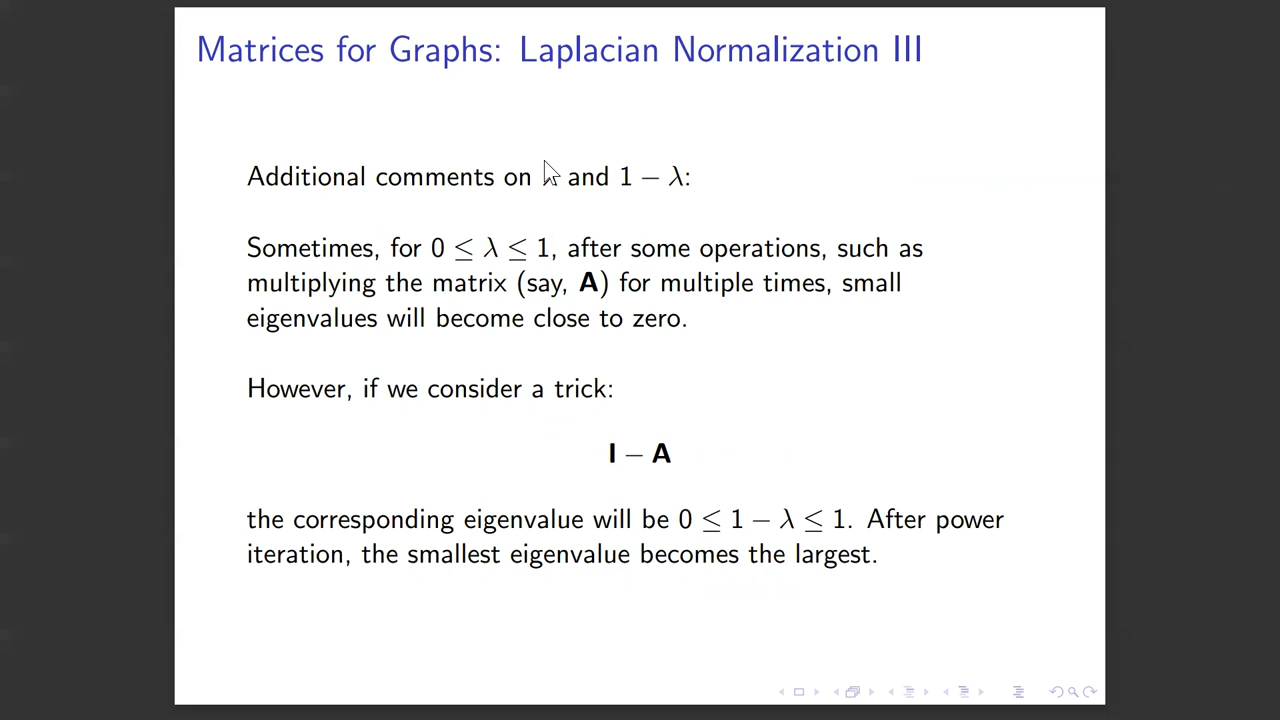 Matrices for Graphs: Laplacian Normalization III
Additional comments on λ and 1 − λ:
Sometimes, for 0 ≤ λ ≤ 1, after some operations, such as
multiplying the matrix (say, A) for multiple times, small
eigenvalues will become close to zero.
However, if we consider a trick:
I − A
the corresponding eigenvalue will be 0 ≤ 1 − λ ≤ 1. After power
iteration, the smallest eigenvalue becomes the largest.